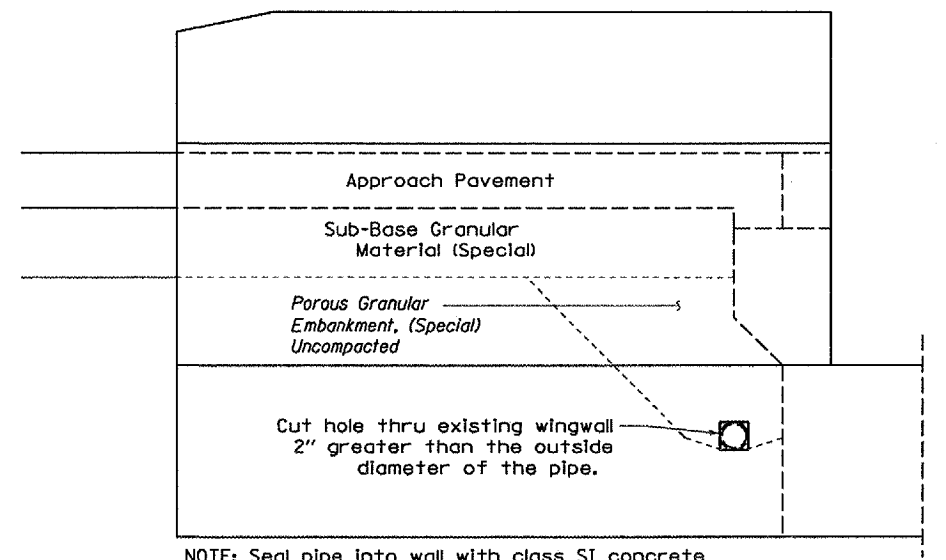 Approach Pavement
Sub-Base Granular
Material (Special)
Porous Granular
Embankment, (Special)
Uncompacted
Cut hole thru existing wingwall
2" greater than the outside
diameter of the pipe.
NOTE: Seal pipe into wall with class SI concrete